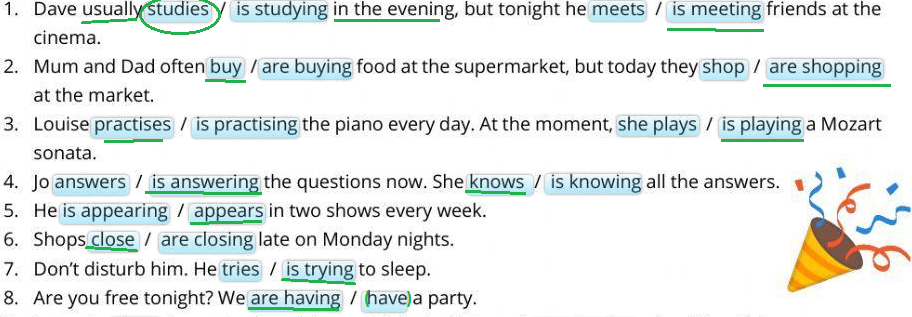 1. Dave usually studies / is studying in the evening, but tonight he meets / is meeting friends at the
cinema.
2. Mum and Dad often buy / are buying food at the supermarket, but today they shop / are shopping
at the market.
3. Louise practises / is practising the piano every day. At the moment, she plays / is playing a Mozart
sonata.
4. Jo answers / is answering the questions now. She knows / is knowing all the answers.
5. He is appearing / appears in two shows every week.
6. Shops close / are closing late on Monday nights.
7. Don't disturb him. He tries / is trying to sleep.
8. Are you free tonight? We are having / (have) a party.